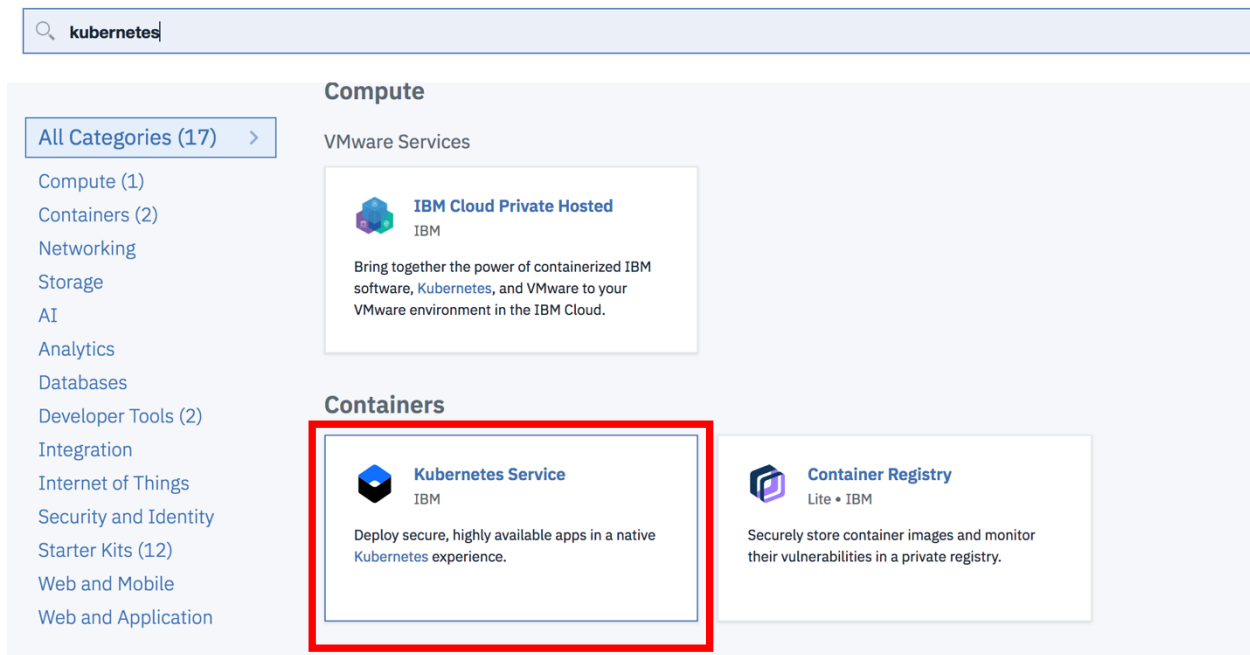 kubernetes
All Categories (17)
Compute (1)
Containers (2)
Networking
Storage
AI
Analytics
Databases
Developer Tools (2)
Integration
Internet of Things
Security and Identity
Starter Kits (12)
Web and Mobile
Web and Application
Compute
VMware Services
IBM Cloud Private Hosted
IBM
Bring together the power of containerized IBM
software, Kubernetes, and VMware to your
VMware environment in the IBM Cloud.
Containers
Kubernetes Service
IBM
Deploy secure, highly available apps in a native
Kubernetes experience.
Container Registry
Lite • IBM
Securely store container images and monitor
their vulnerabilities in a private registry.